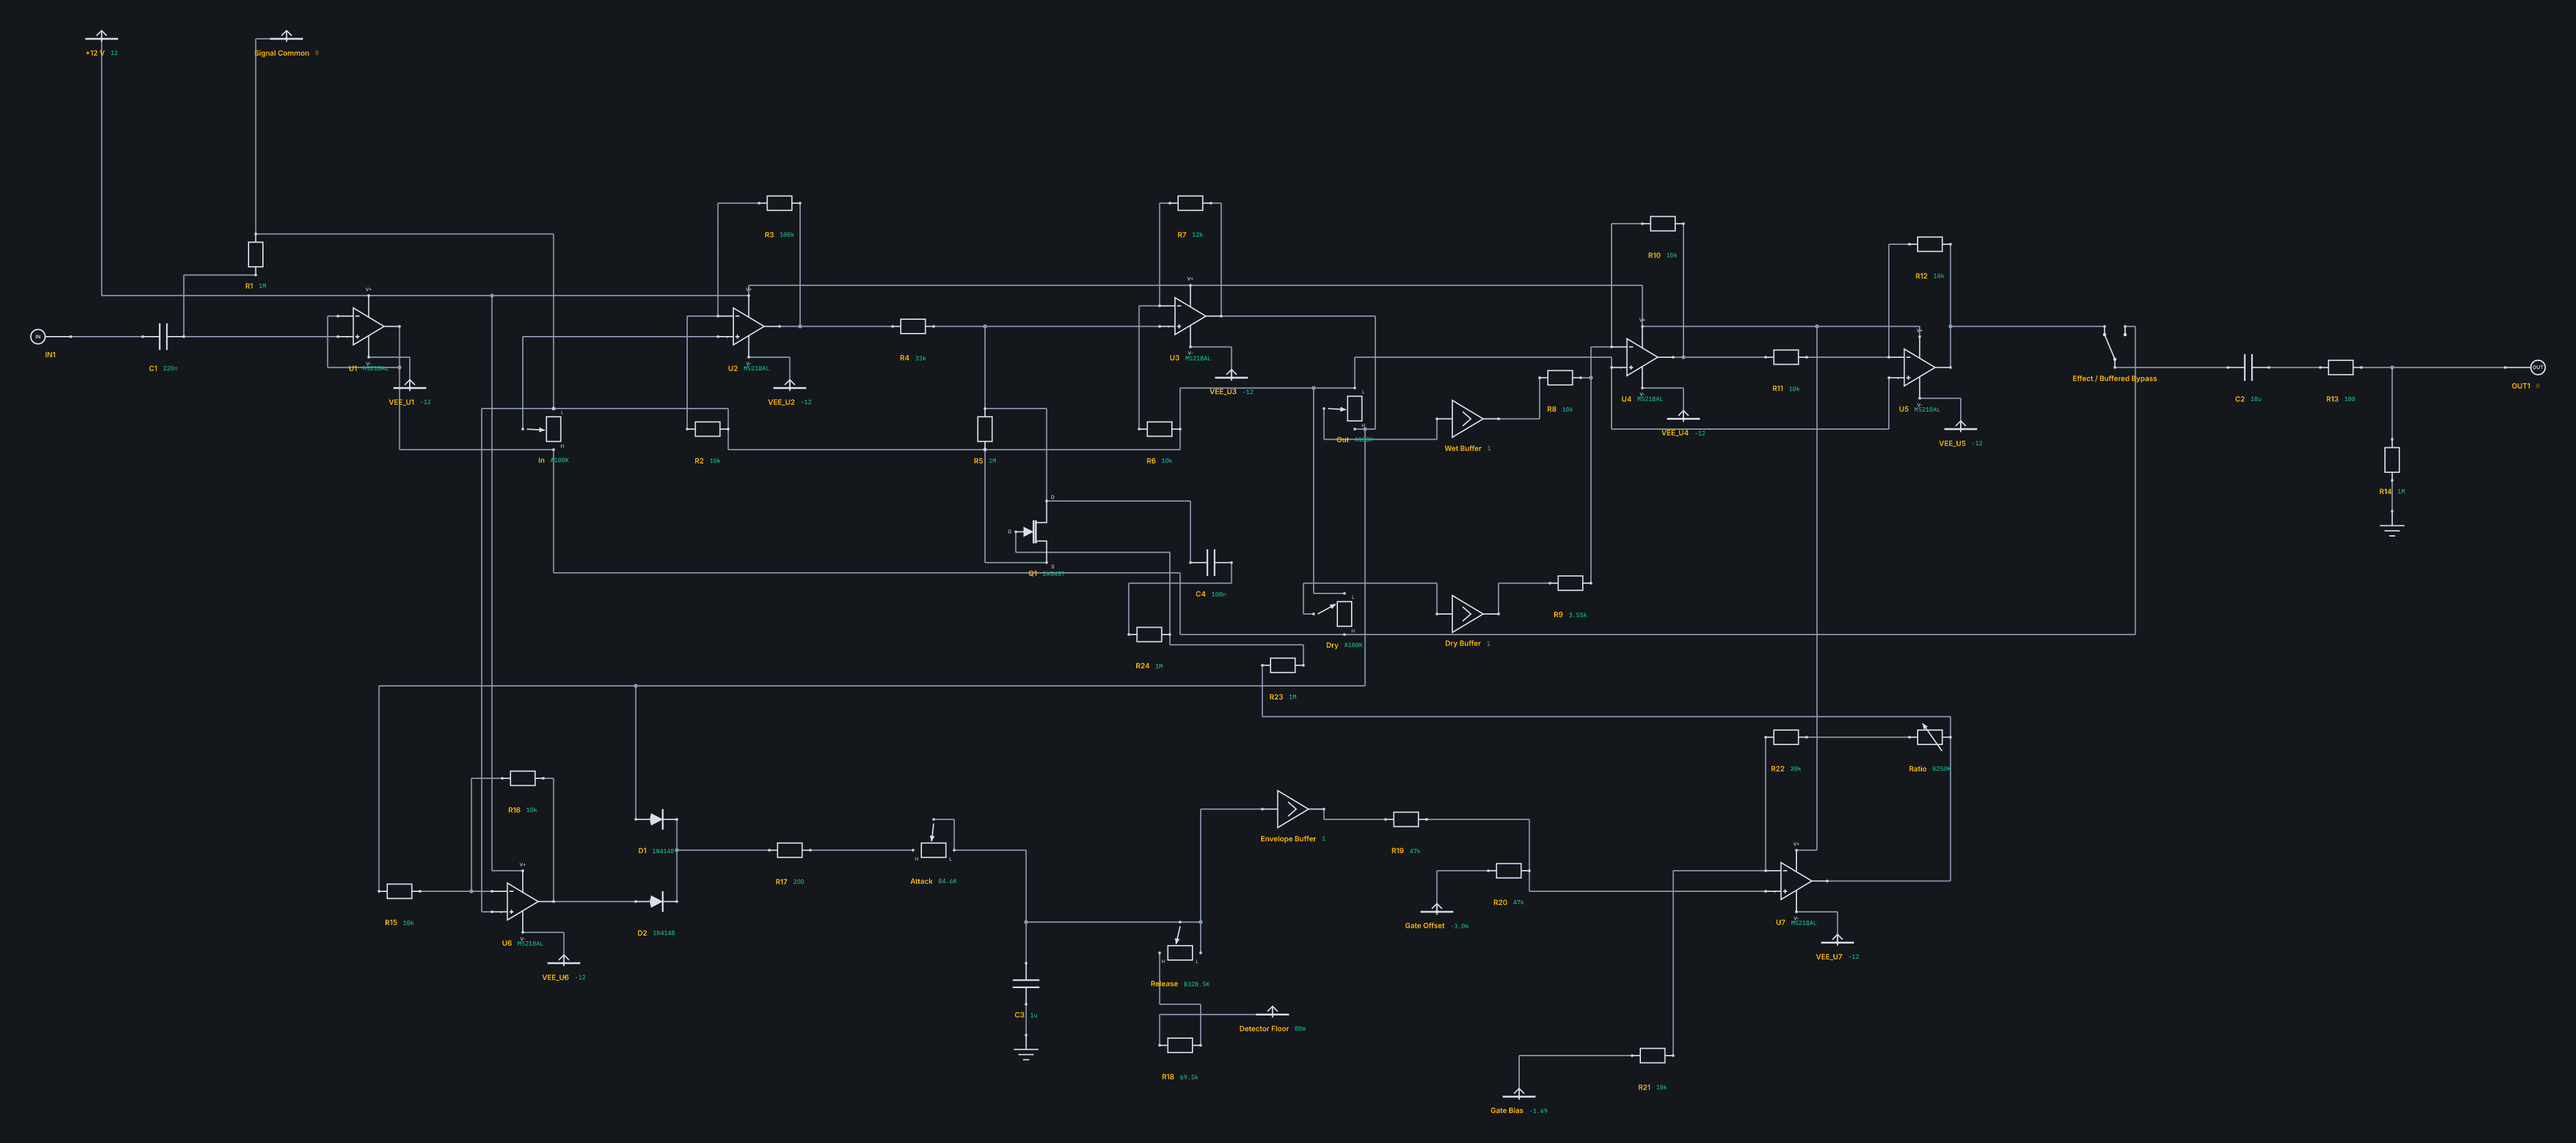 +12 V 12
Signal Common 0
R3 100k
R7 12k
R10 10k
R12 10k
R1 1M
V+
V+
V+
V+
V+
IN
IN1
C1 220n
U1 MS218AL
V-
VEE_U1 -12
U2 MS218AL
V-
VEE_U2 -12
R4 33k
U3 MS218AL
V-
VEE_U3 -12
R11 10k
U4 MS218AL
VEE_U4 -12
U5 MS218AL
V-
VEE_U5 -12
Effect / Buffered Bypass
C2 10u
R13 100
OUT
OUT1 0
L
H
In A100K
R2 10k
R5 1M
R6 10k
L
Out A100K
Wet Buffer 1
R8 10k
R14 1M
D
G
S
Q1
C4 100n
L
H
Dry A100K
Dry Buffer 1
R9 3.55k
R24 1M
R23 1M
R22 20k
Ratio B250K
R16 10k
D1 1N4148
R17 200
H
L
Attack B4.6K
Envelope Buffer 1
R19 47k
V+
V+
R15 10k
U6 MS218AL
V-
VEE_U6 -12
D2 1N4148
R20 47k
Gate Offset -3.06
U7 MS218AL
V-
VEE_U7 -12
H
L
Release B328.5K
C3 1u
Detector Floor 80m
R18 69.5k
R21 10k
Gate Bias -1.49